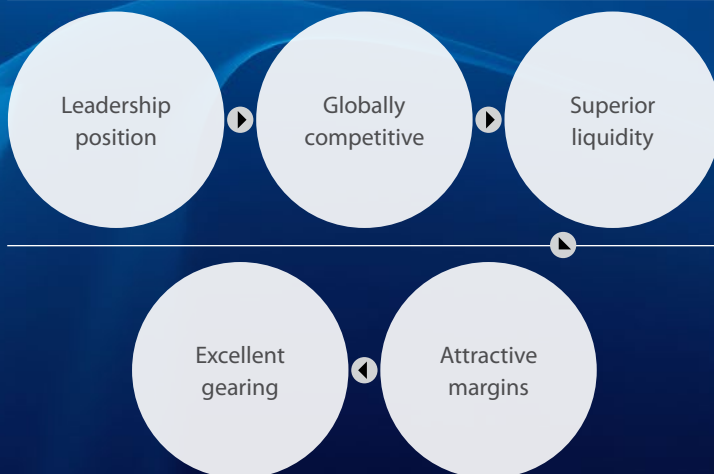 Leadership
position
Globally
competitive
Superior
liquidity
Attractive
margins
Excellent
gearing